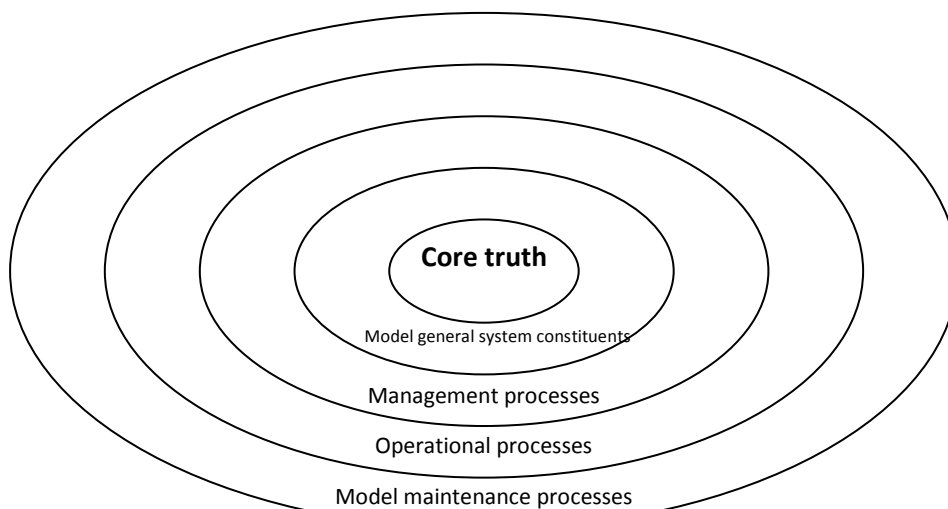 Core truth
Model general system constituents
Management processes
Operational processes
Model maintenance processes